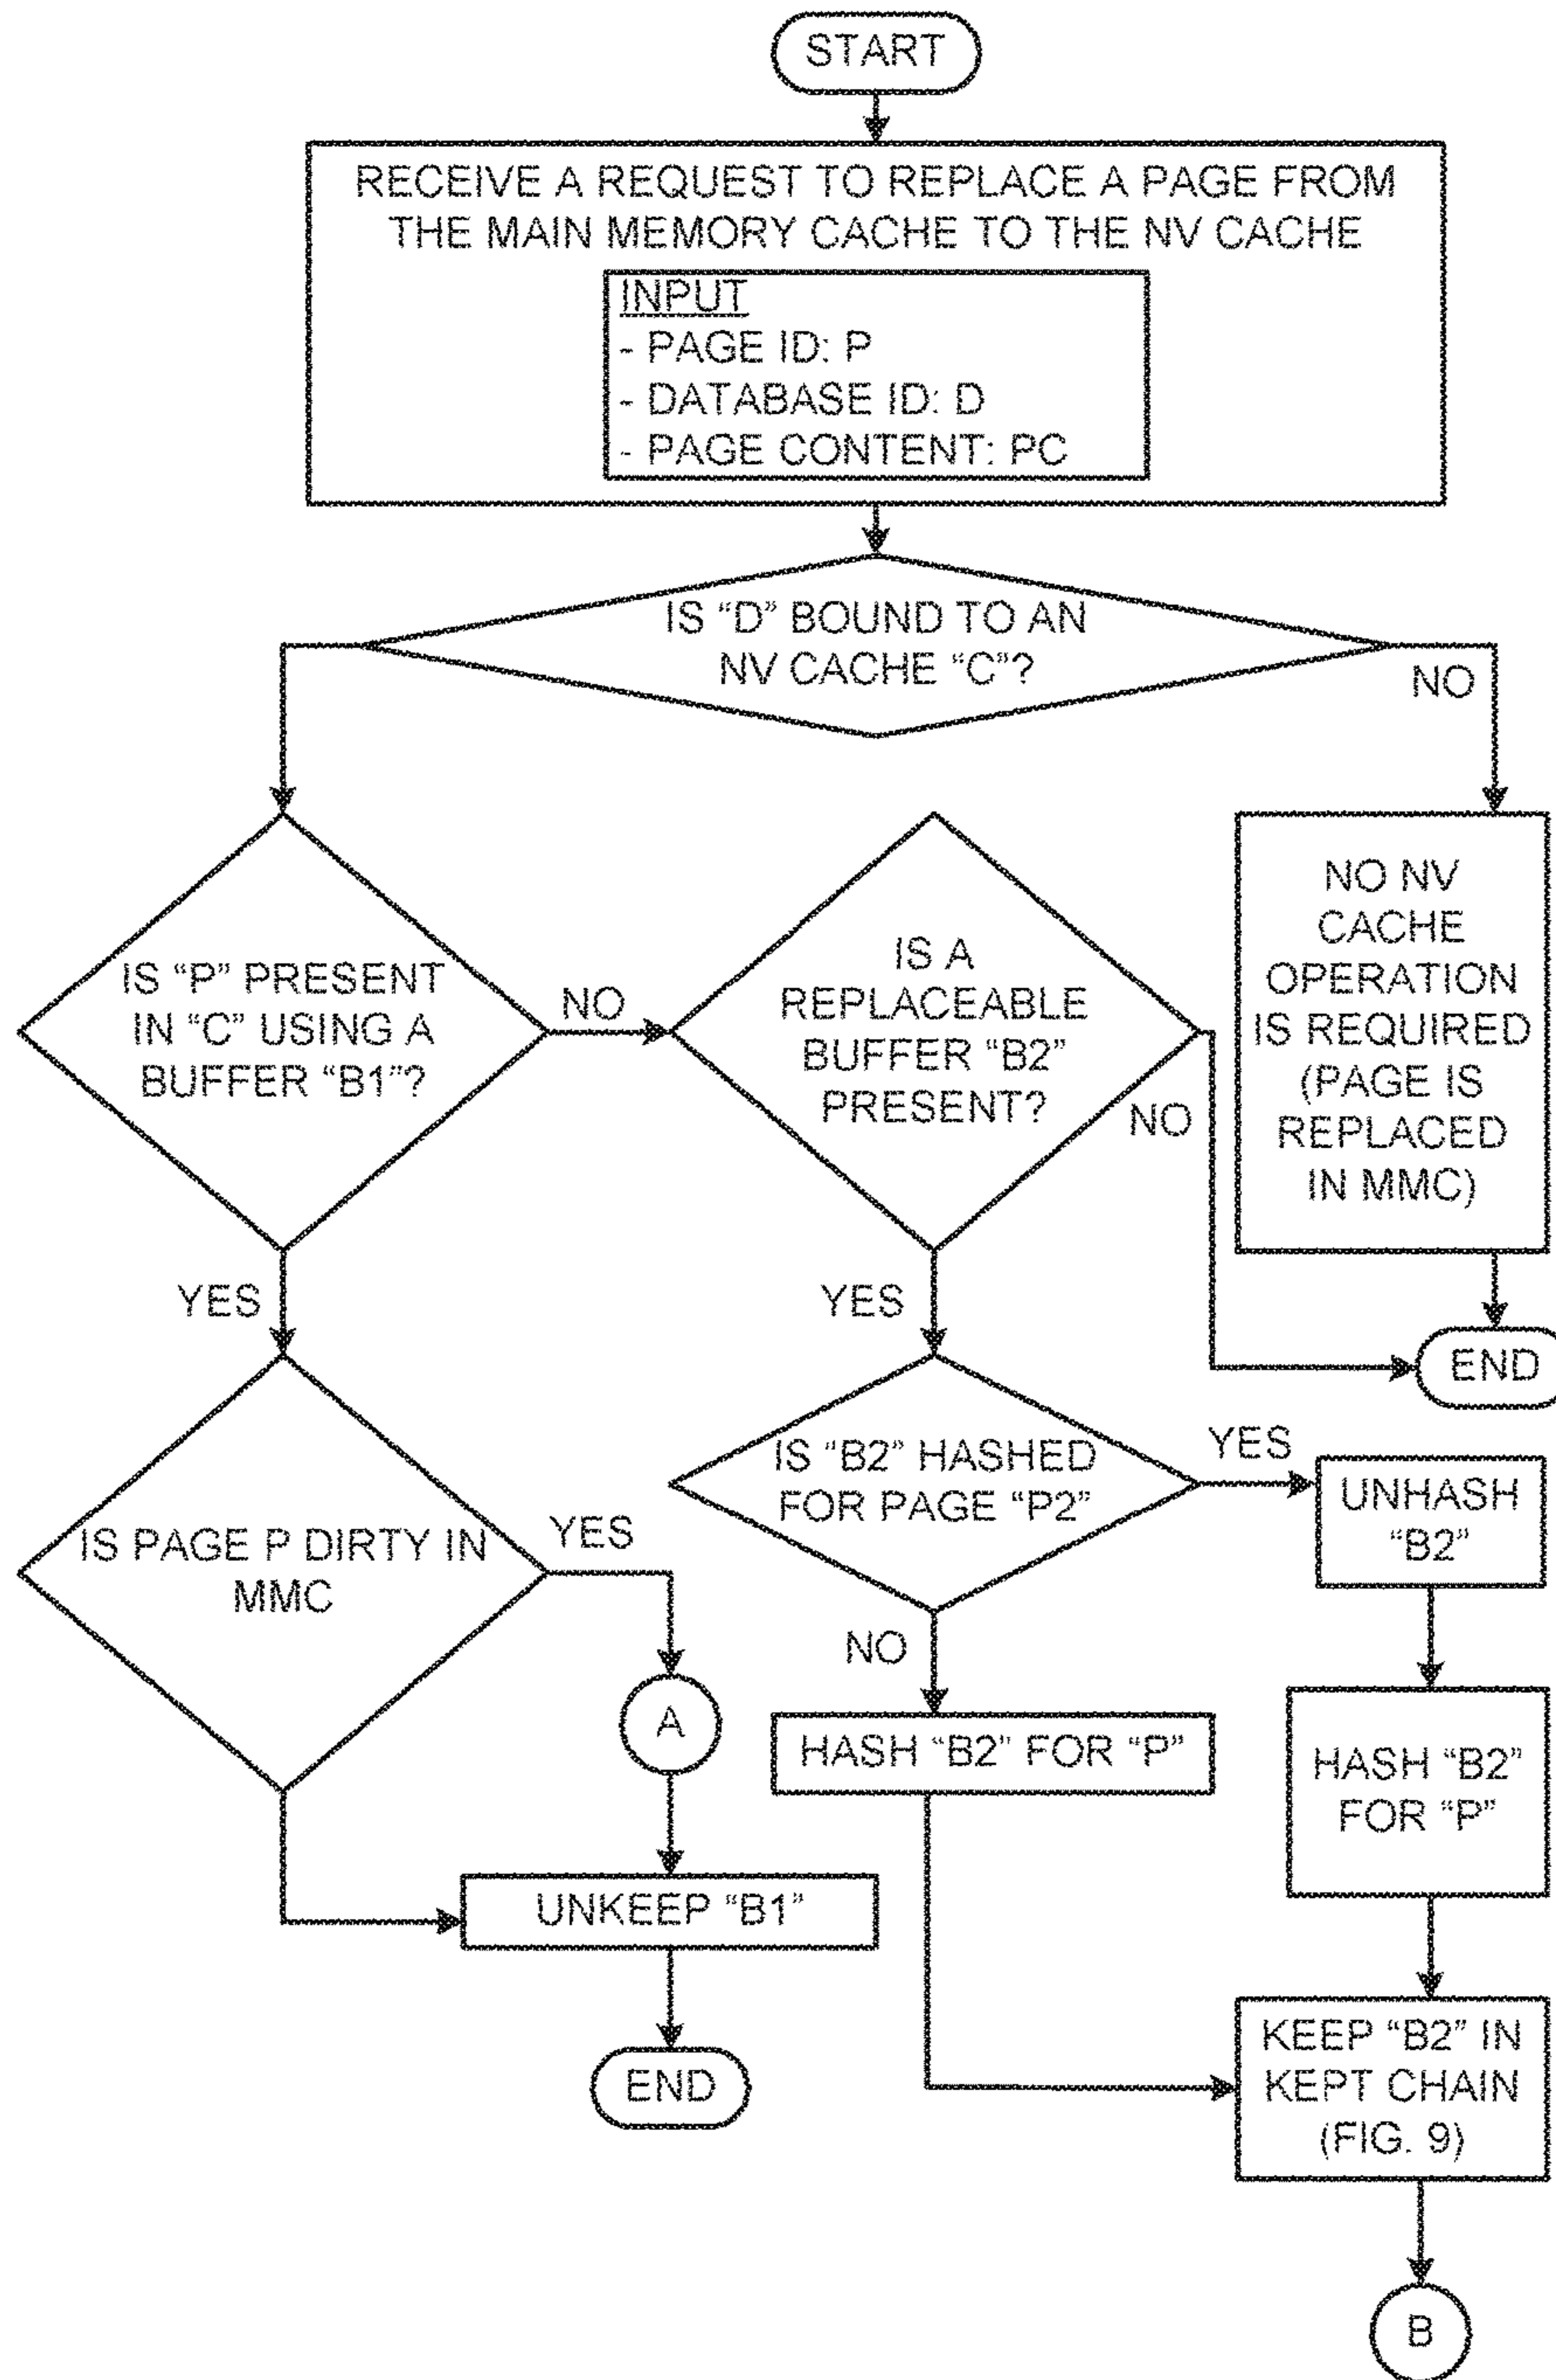 START
RECEIVE A REQUEST TO REPLACE A PAGE FROM
THE MAIN MEMORY CACHE TO THE NV CACHE
INPUT
- PAGE ID: P
- DATABASE ID: D
- PAGE CONTENT: PC
IS “D” BOUND TO AN
NV CACHE “C”?
NO
IS “P” PRESENT
IN “C” USING A
BUFFER “B1”?
NO
IS A
REPLACEABLE
BUFFER “B2”
PRESENT?
NO
NO NV
CACHE
OPERATION
IS REQUIRED
(PAGE IS
REPLACED
IN MMC)
YES
YES
END
IS PAGE P DIRTY IN
MMC
YES
IS “B2” HASHED
FOR PAGE “P2”
YES
UNHASH
“B2”
NO
A
HASH “B2” FOR “P”
HASH “B2”
FOR “P”
UNKEEP “B1”
END
KEEP “B2” IN
KEPT CHAIN
(FIG. 9)
B